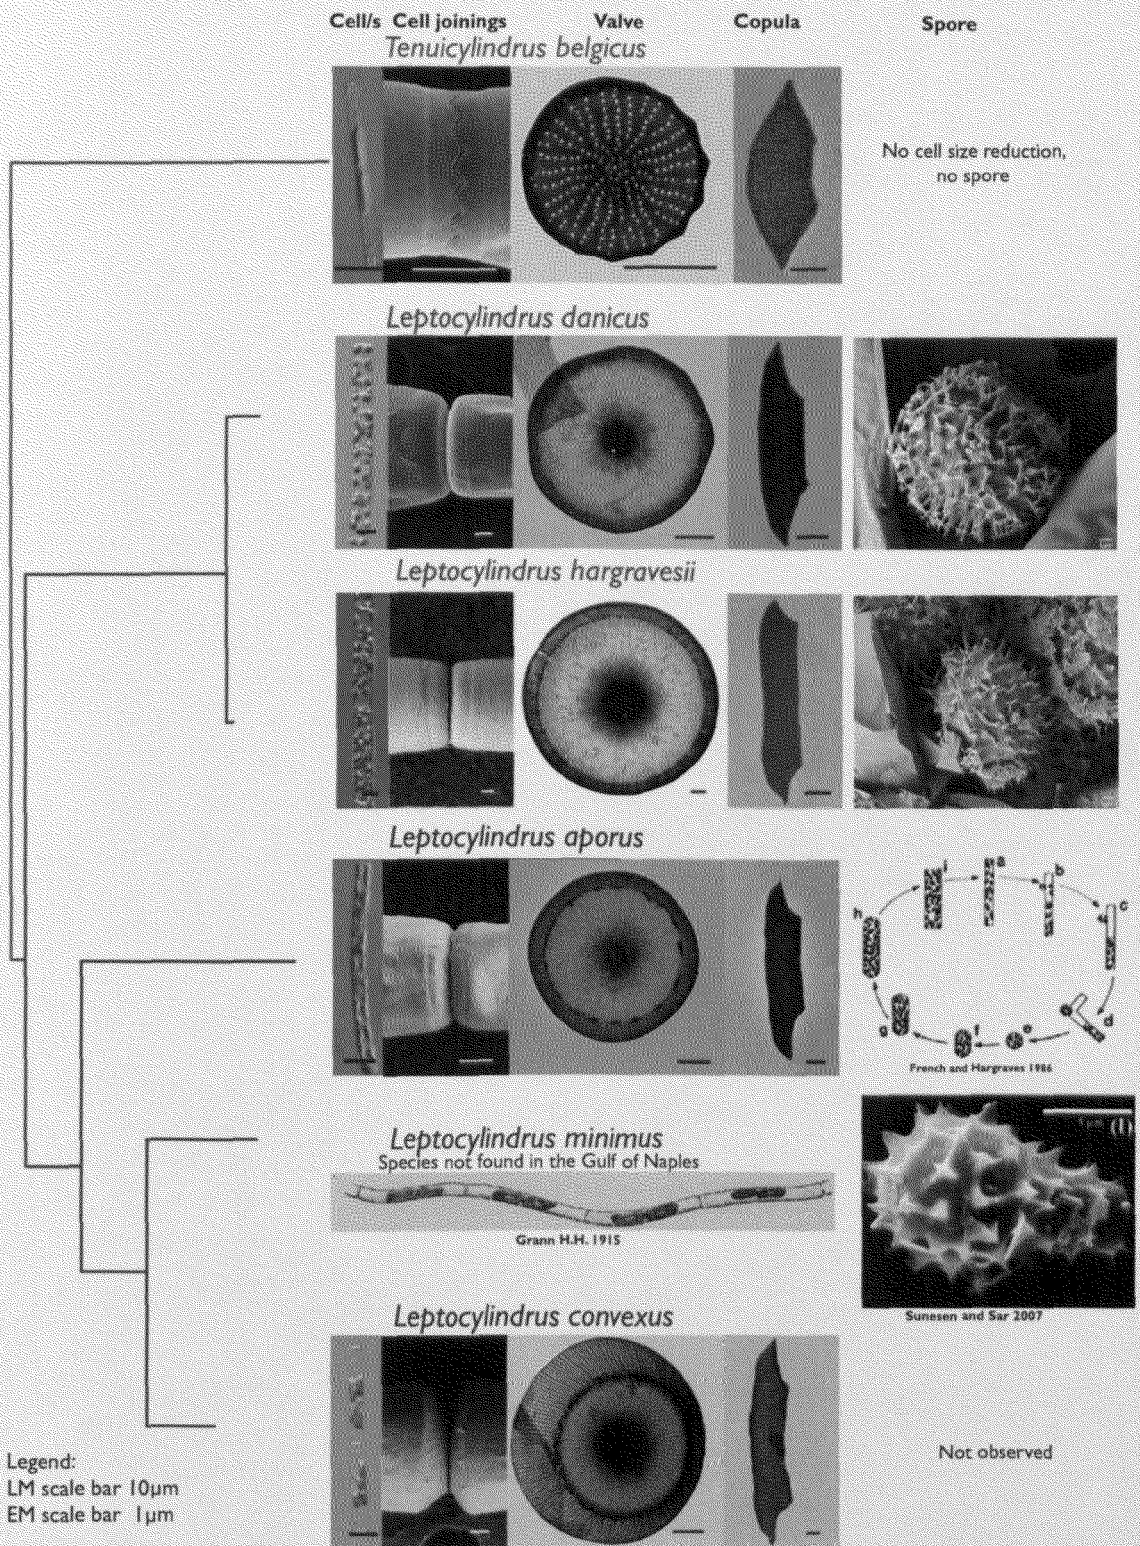 Cell/s Cell joinings Valve Copula Spore
Tenuicylindrus belgicus
No cell size reduction,
no spore
Leptocylindrus danicus
Leptocylindrus hargravesii
Leptocylindrus aporus
a
b
c
d
e
f
g
h
i
French and Hargraves 1986
Leptocylindrus minimus
Species not found in the Gulf of Naples
Grann H.H. 1915
Sunesen and Sar 2007
Leptocylindrus convexus
Not observed
Legend:
LM scale bar 10µm
EM scale bar 1µm